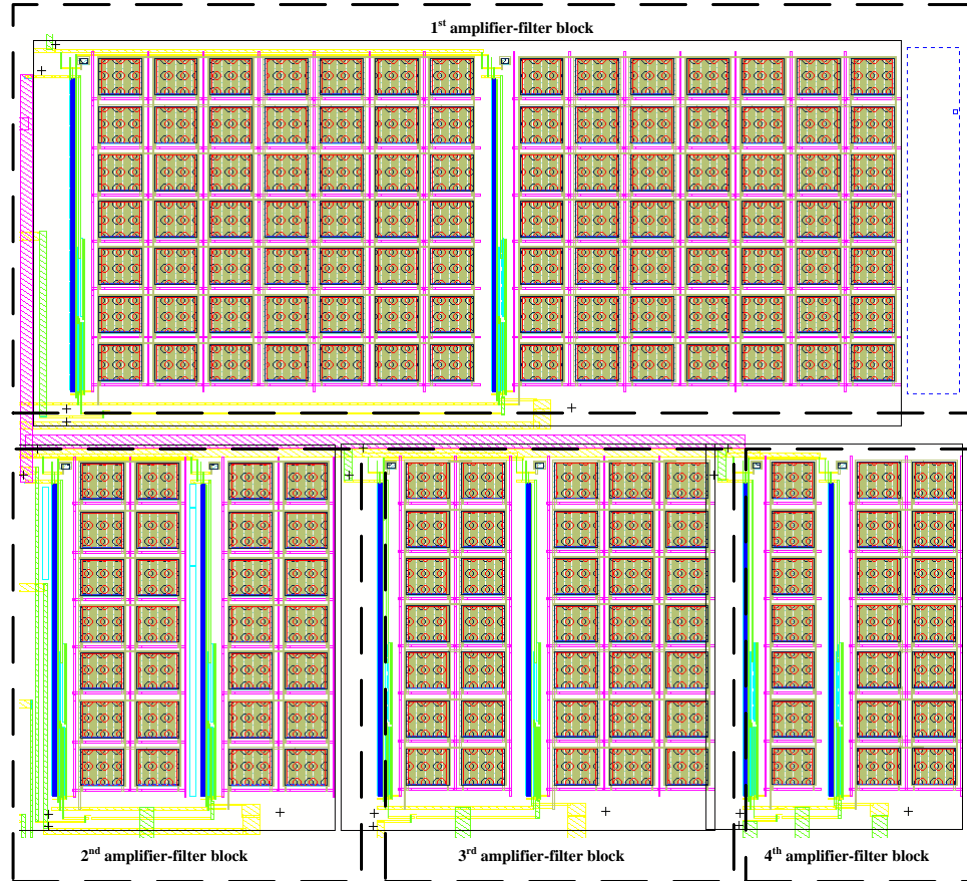 1st amplifier-filter block
2nd amplifier-filter block
3rd amplifier-filter block
4th amplifier-filter block